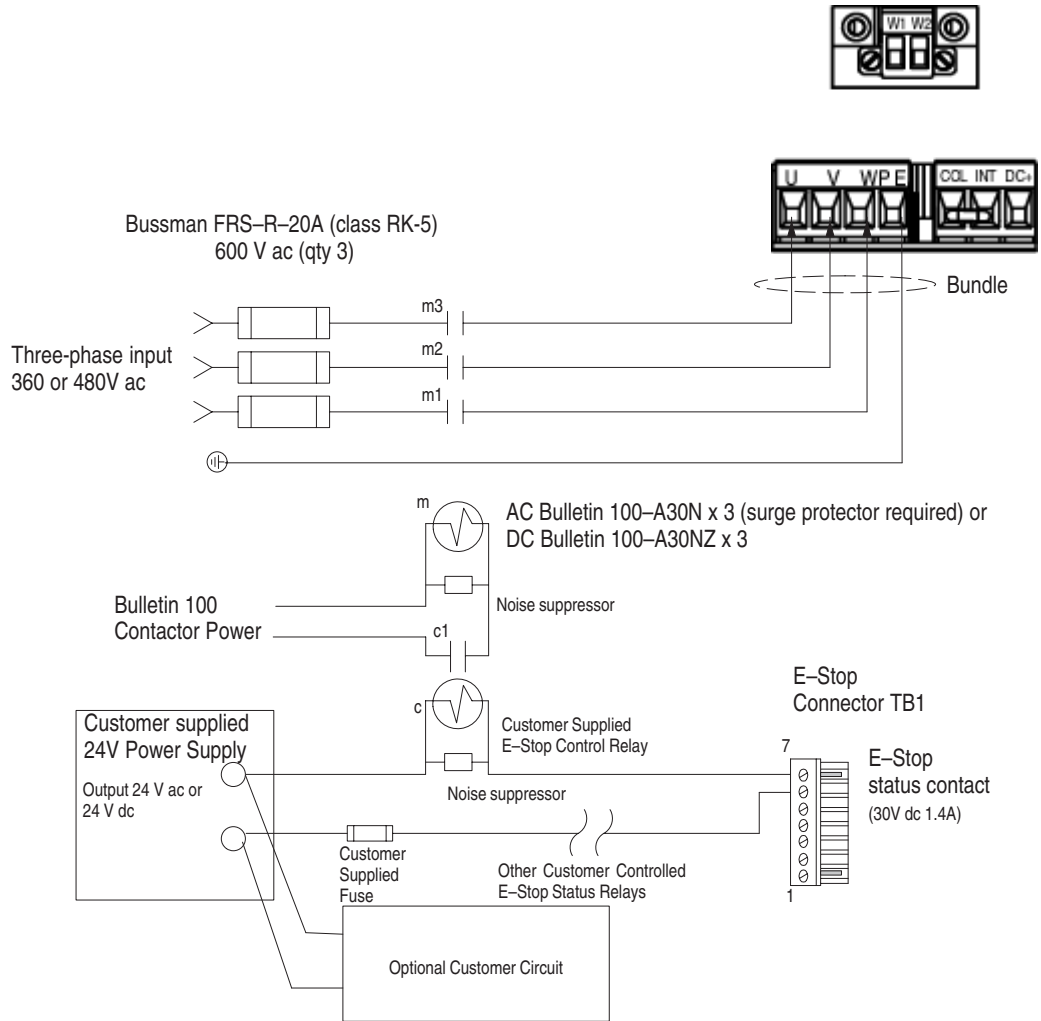 W1 W2
U V W PE COL INT DC+
Bussman FRS–R–20A (class RK-5)
600 V ac (qty 3)
Bundle
m3
Three-phase input
360 or 480V ac
m2
m1
m
AC Bulletin 100–A30N x 3 (surge protector required) or
DC Bulletin 100–A30NZ x 3
Bulletin 100
Contactor Power
Noise suppressor
c1
c
Customer Supplied
E–Stop Control Relay
E–Stop
Connector TB1
Customer supplied
24V Power Supply
Output 24 V ac or
24 V dc
Noise suppressor
7
E–Stop
status contact
(30V dc 1.4A)
Customer
Supplied
Fuse
Other Customer Controlled
E–Stop Status Relays
1
Optional Customer Circuit